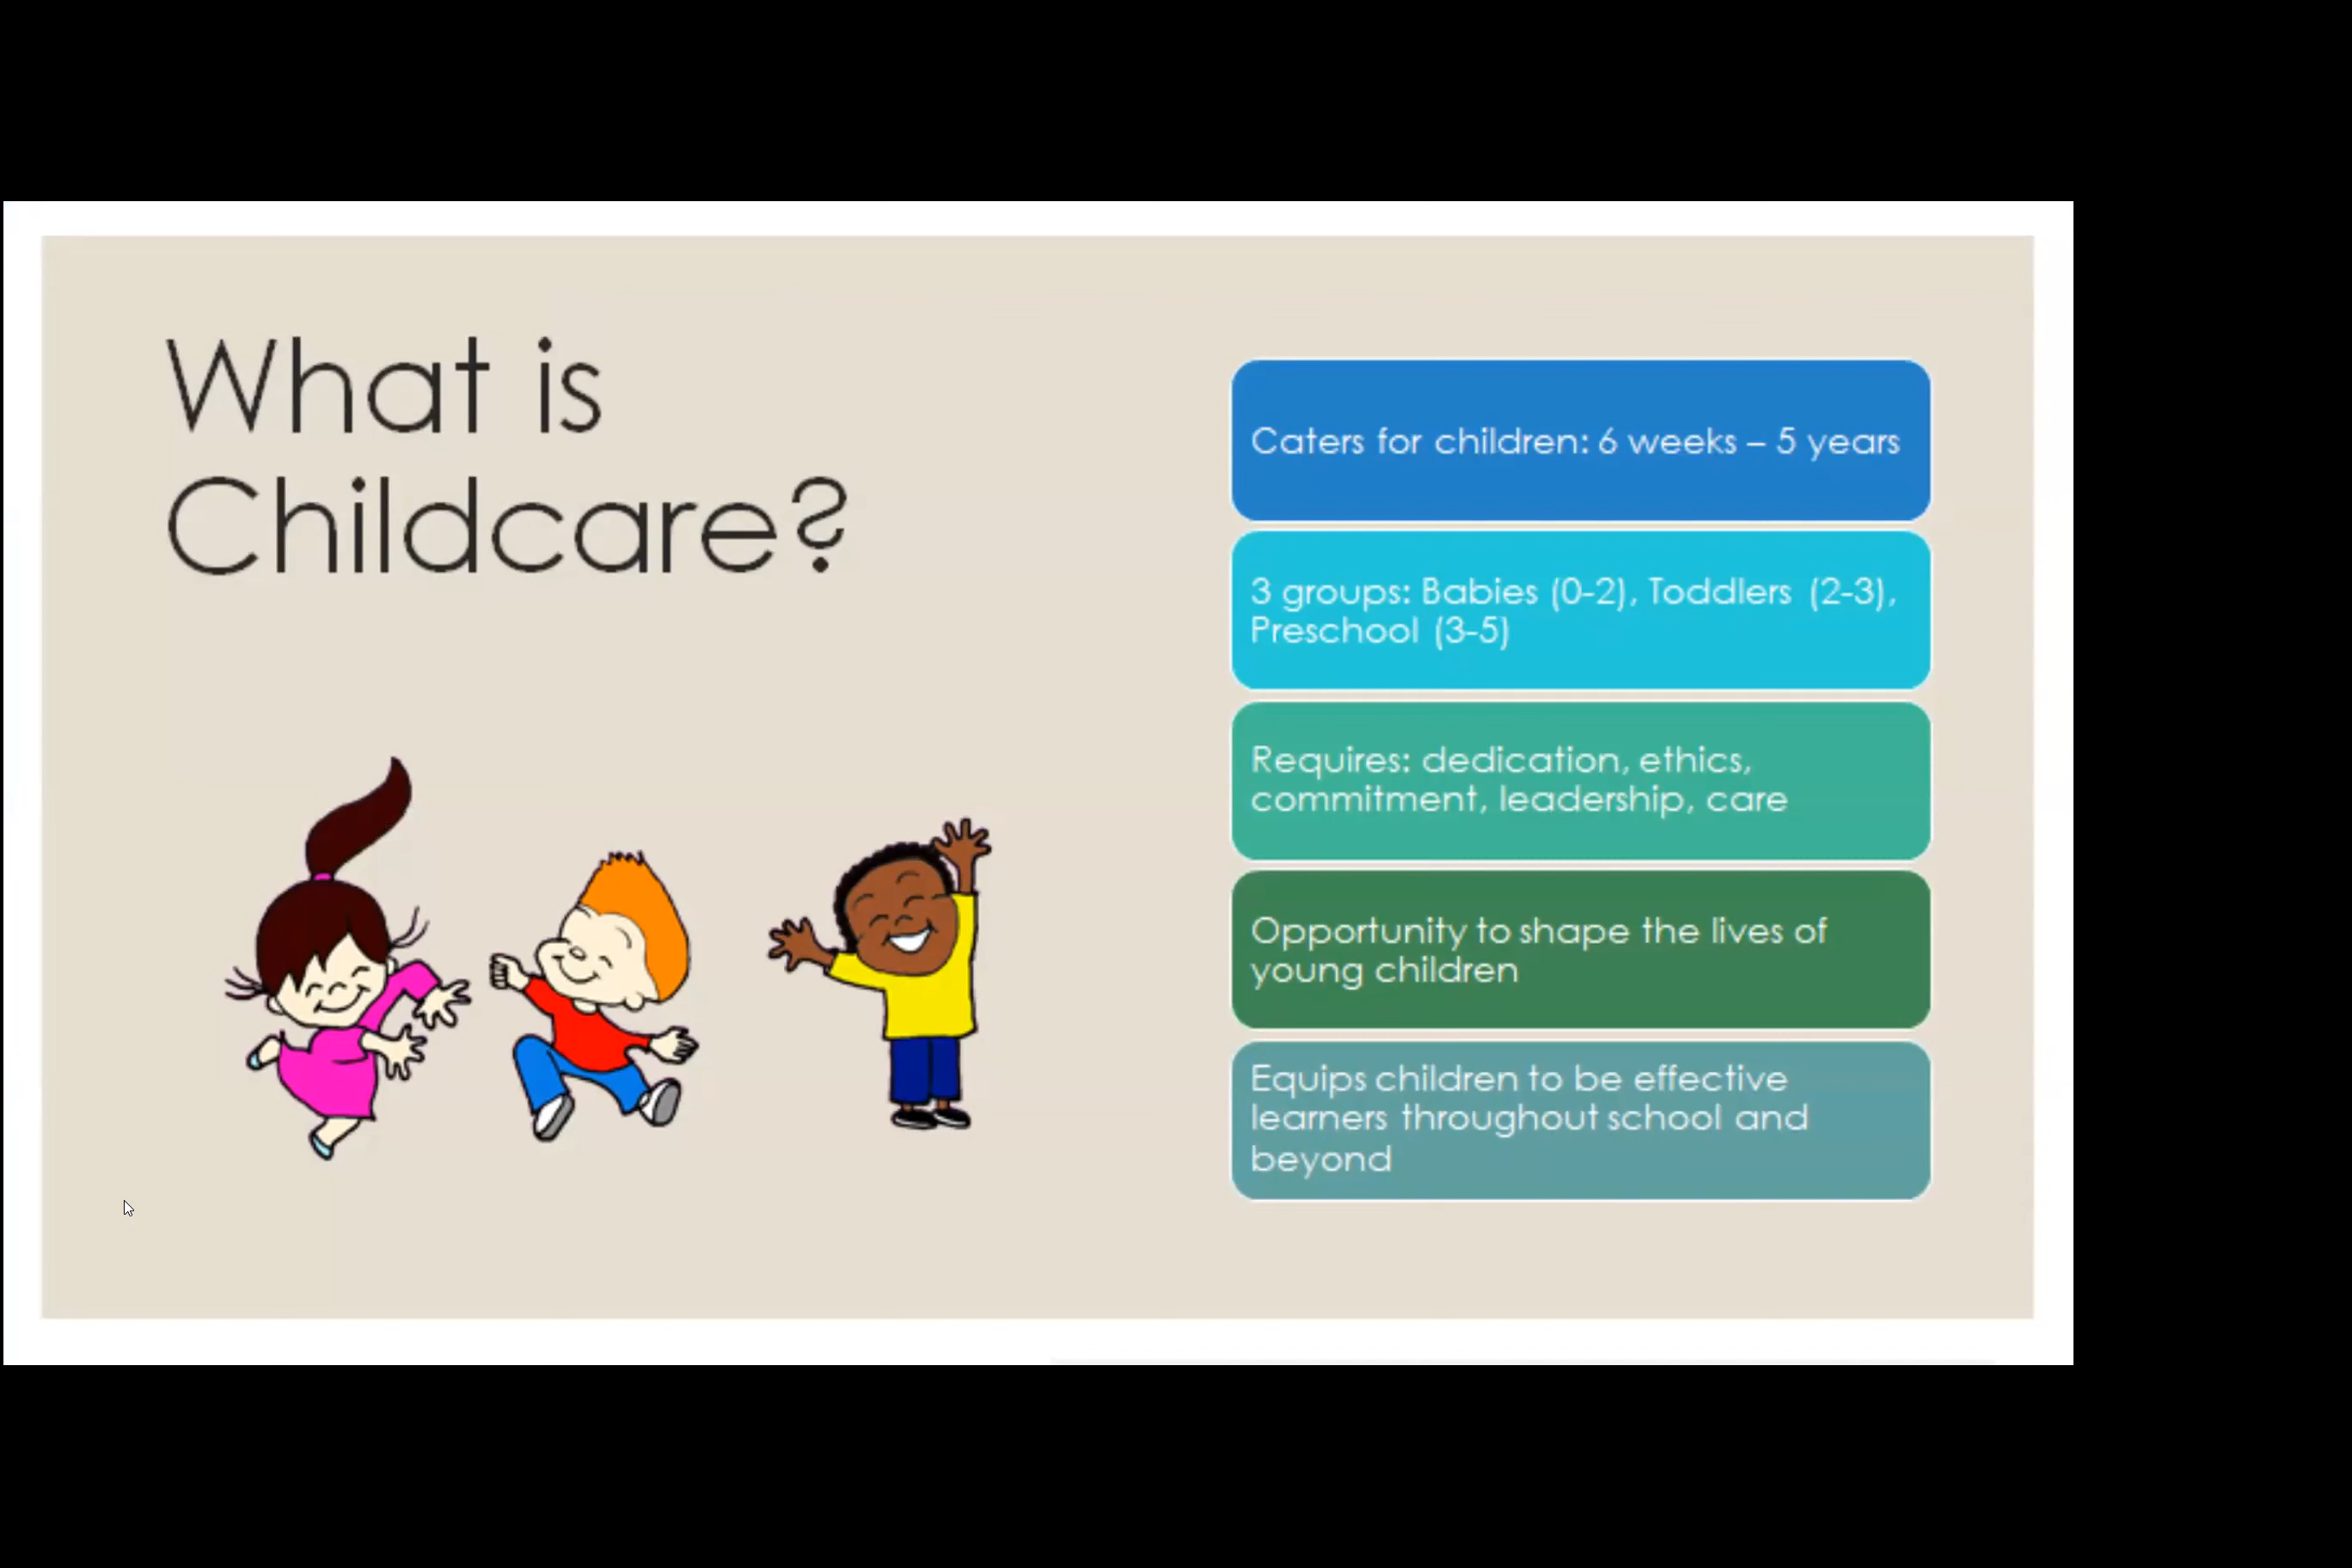 What is
Childcare?
Caters for children: 6 weeks – 5 years
3 groups: Babies (0-2), Toddlers (2-3),
Preschool (3-5)
Requires: dedication, ethics,
commitment, leadership, care
Opportunity to shape the lives of
young children
Equips children to be effective
learners throughout school and
beyond